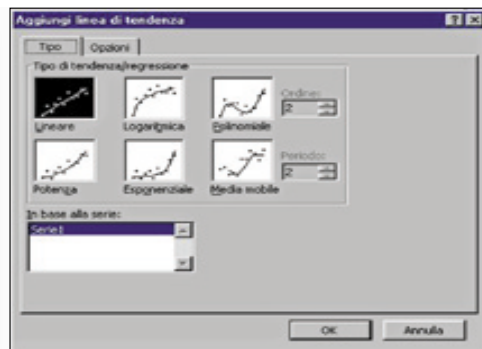 Aggiungi linea di tendenza
Tipo Opzioni
Tipo di tendenza/regressione
Ordine:
2
Lineare Logaritmica Polinomiale
Periodo:
2
Potenza Esponenziale Media mobile
In base alla serie:
Serie1
OK Annulla